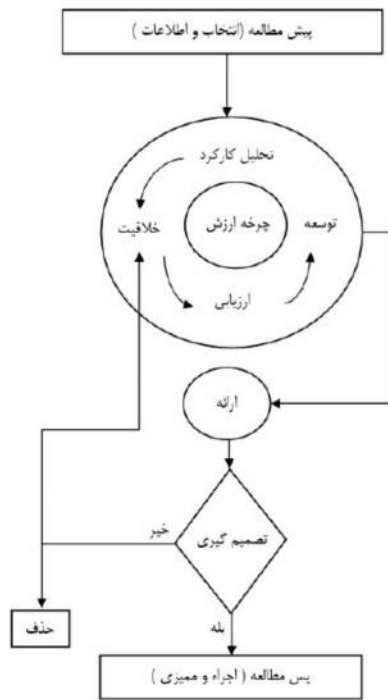 پیش مطالعه (انتخاب و اطلاعات )
تحلیل کارکرد
خلاقیت
چرخه ارزش
توسعه
ارزیابی
ارائه
تصمیم گیری
خیر
حذف
بله
پس مطالعه ( اجراء و ممیزی )